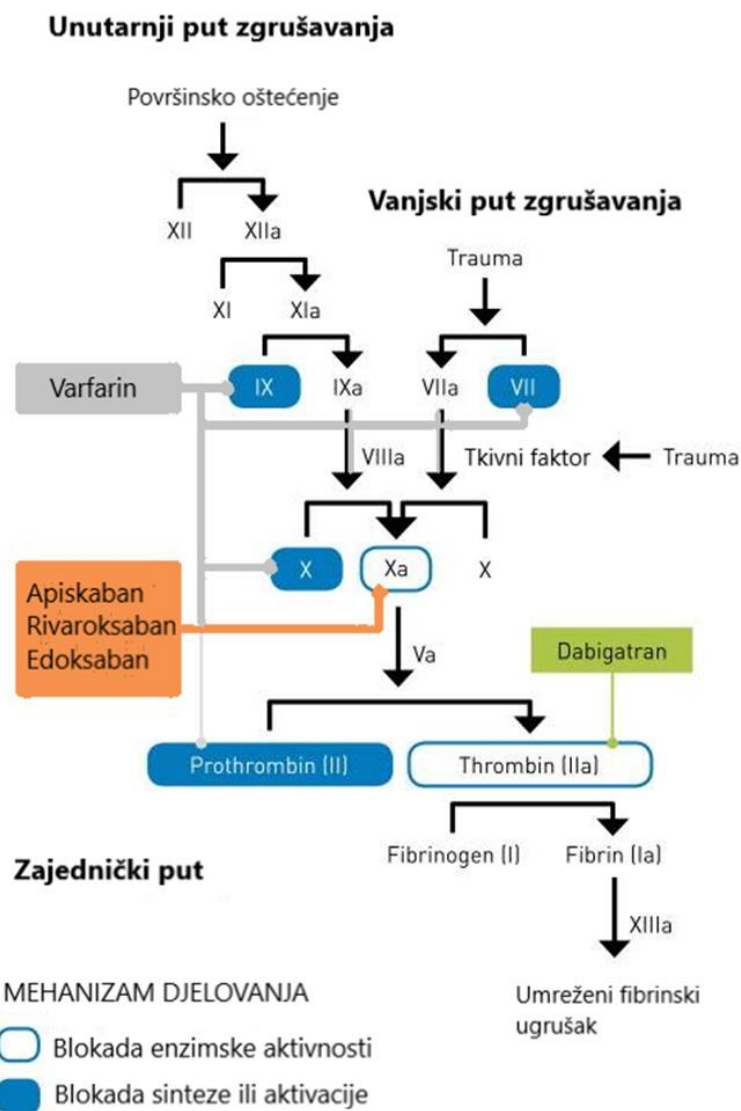 Unutarnji put zgrušavanja
Površinsko oštećenje
XII
XIIa
Vanjski put zgrušavanja
Trauma
XI
XIa
Varfarin
IX
IXa
VIIa
VII
VIIIa
Tkivni faktor
Trauma
X
Xa
X
Apiskaban
Rivaroksaban
Edoksaban
Va
Dabigatran
Prothrombin (II)
Thrombin (IIa)
Fibrinogen (I)
Fibrin (Ia)
Zajednički put
XIIIa
Umreženi fibrinski
ugrušak
MEHANIZAM DJELOVANJA
Blokada enzimske aktivnosti
Blokada sinteze ili aktivacije